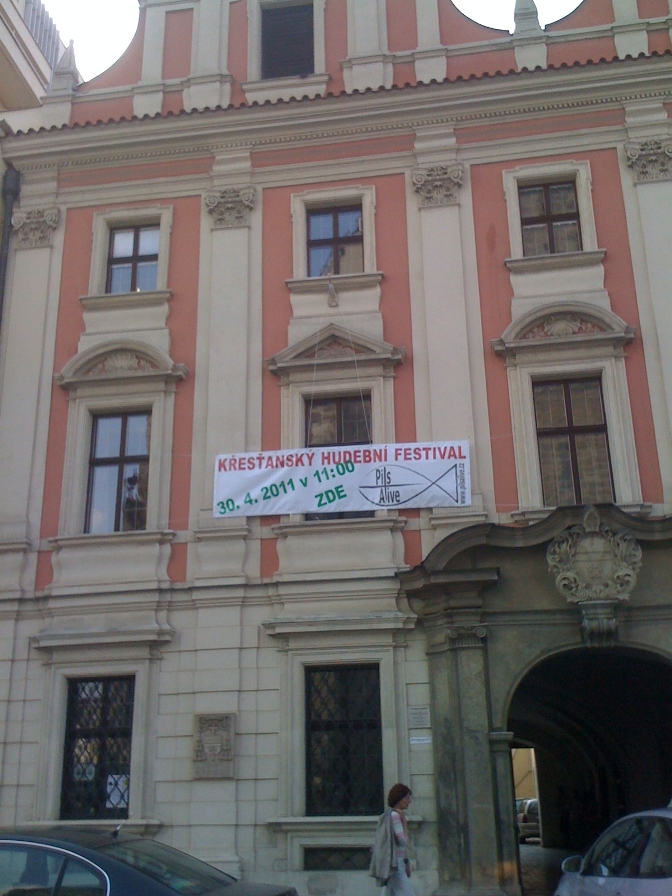 KŘESŤANSKÝ HUDEBNÍ FESTIVAL
30. 4. 2011 v 11:00
ZDE
Pils
Alive